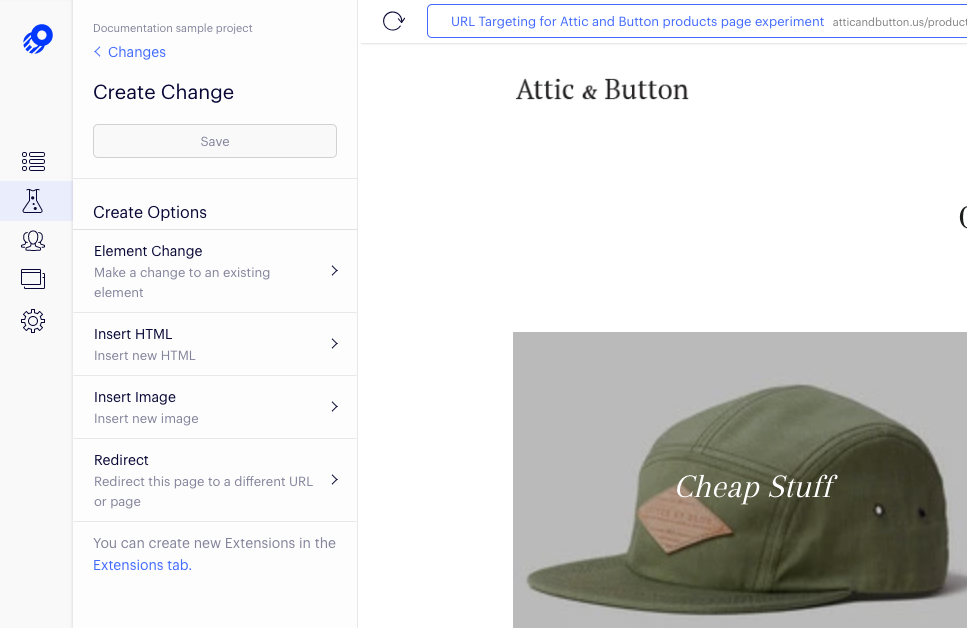 Documentation sample project
Changes
Create Change
Save
Create Options
Element Change
Make a change to an existing
element
Insert HTML
Insert new HTML
Insert Image
Insert new image
Redirect
Redirect this page to a different URL
or page
You can create new Extensions in the
Extensions tab.
URL Targeting for Attic and Button products page experiment atticandbutton.us/product
Attic & Button
Cheap Stuff